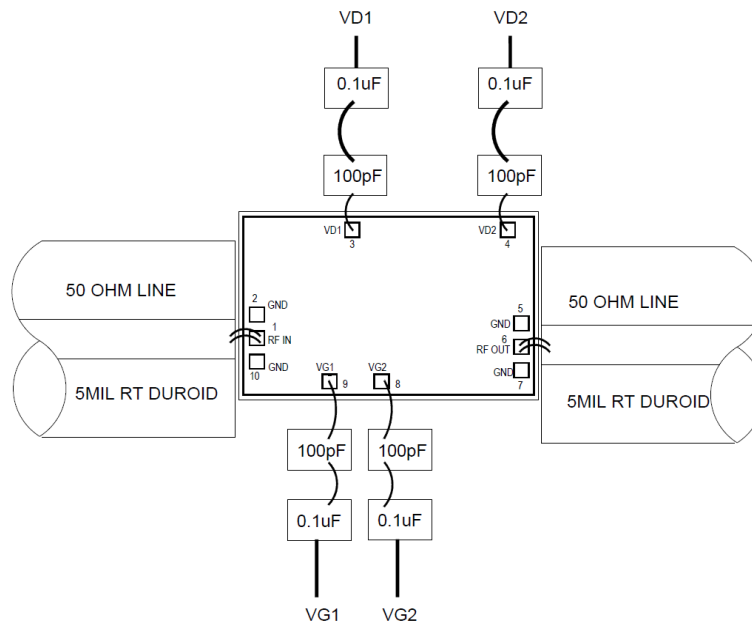 VD1
VD2
0.1uF
0.1uF
100pF
100pF
VD1
3
VD2
4
50 OHM LINE
50 OHM LINE
2
GND
5
GND
1
RF IN
6
RF OUT
GND
10
GND
7
VG1
9
VG2
8
5MIL RT DUROID
5MIL RT DUROID
100pF
100pF
0.1uF
0.1uF
VG1
VG2